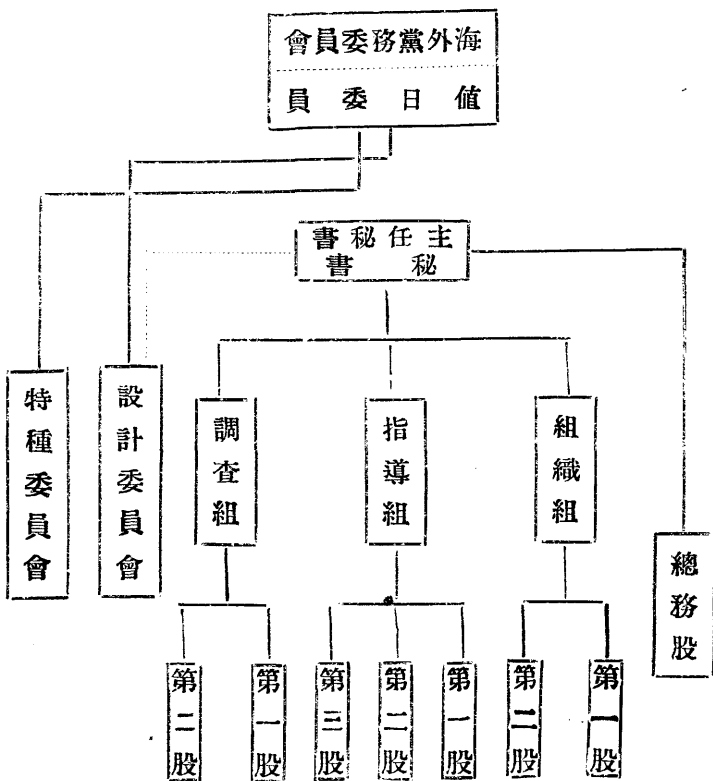 海外黨務委員會
值日委員
主任秘書
秘書
總務股
組織組
指導組
調查組
設計委員會
特種委員會
第一股
第二股
第一股
第二股
第三股
第一股
第二股